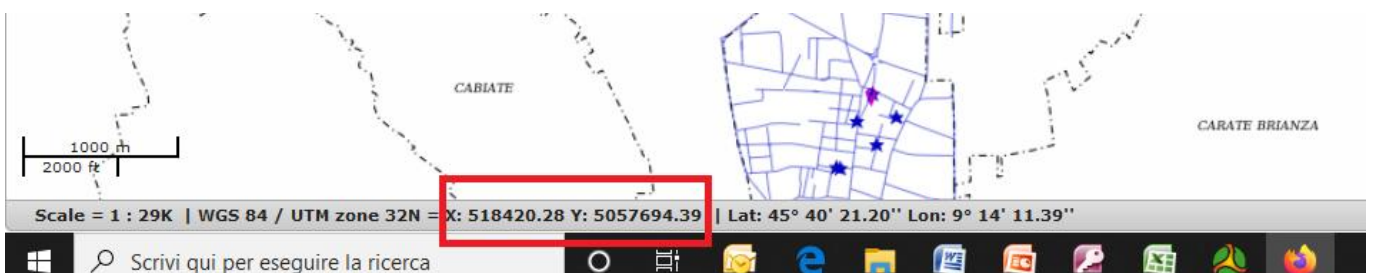 CABIATE
CARATE BRIANZA
1000 m
2000 ft
Scale = 1 : 29K | WGS 84 / UTM zone 32N = X: 518420.28 Y: 5057694.39 | Lat: 45° 40' 21.20'' Lon: 9° 14' 11.39''
Scrivi qui per eseguire la ricerca